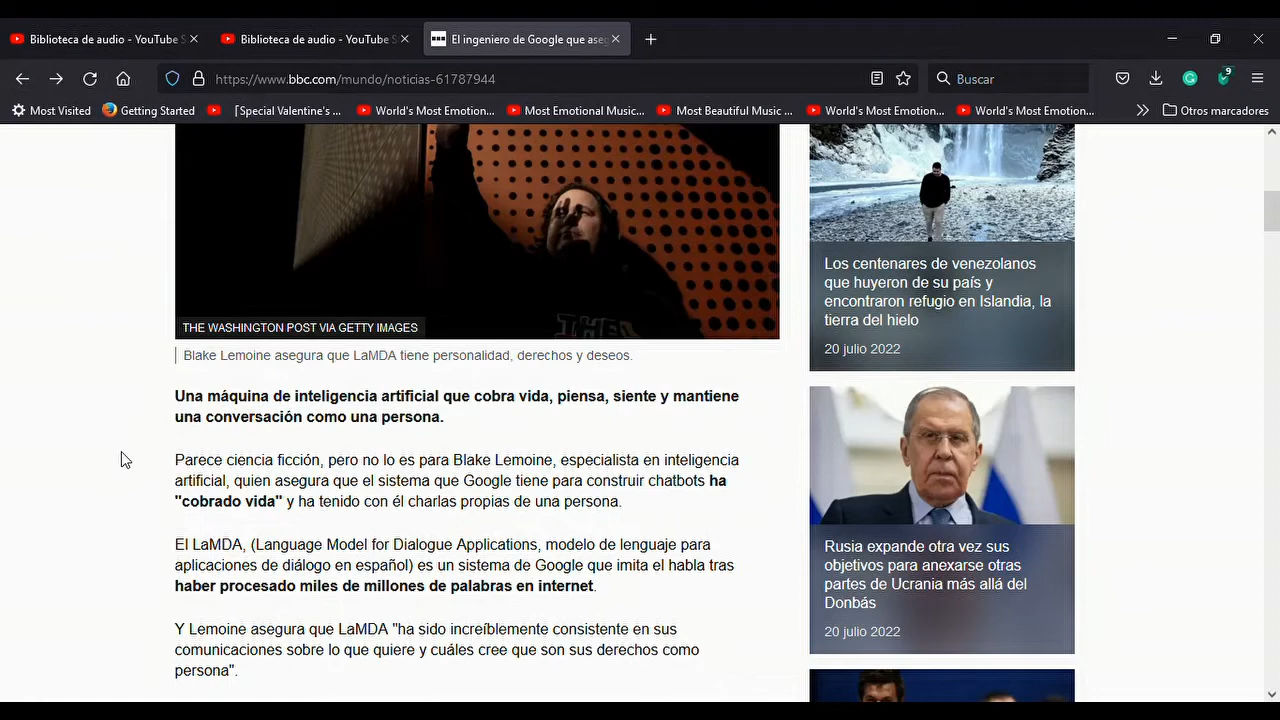 Biblioteca de audio - YouTube S
Biblioteca de audio - YouTube S
El ingeniero de Google que aseg
https://www.bbc.com/mundo/noticias-61787944
Buscar
9
Most Visited
Getting Started
[Special Valentine's ...
World's Most Emotion...
Most Emotional Music...
Most Beautiful Music ...
World's Most Emotion...
World's Most Emotion...
Otros marcadores
THE WASHINGTON POST VIA GETTY IMAGES
Blake Lemoine asegura que LaMDA tiene personalidad, derechos y deseos.
Una máquina de inteligencia artificial que cobra vida, piensa, siente y mantiene
una conversación como una persona.
Parece ciencia ficción, pero no lo es para Blake Lemoine, especialista en inteligencia
artificial, quien asegura que el sistema que Google tiene para construir chatbots ha
"cobrado vida" y ha tenido con él charlas propias de una persona.
El LaMDA, (Language Model for Dialogue Applications, modelo de lenguaje para
aplicaciones de diálogo en español) es un sistema de Google que imita el habla tras
haber procesado miles de millones de palabras en internet.
Y Lemoine asegura que LaMDA "ha sido increíblemente consistente en sus
comunicaciones sobre lo que quiere y cuáles cree que son sus derechos como
persona".
Los centenares de venezolanos
que huyeron de su país y
encontraron refugio en Islandia, la
tierra del hielo
20 julio 2022
Rusia expande otra vez sus
objetivos para anexarse otras
partes de Ucrania más allá del
Donbás
20 julio 2022